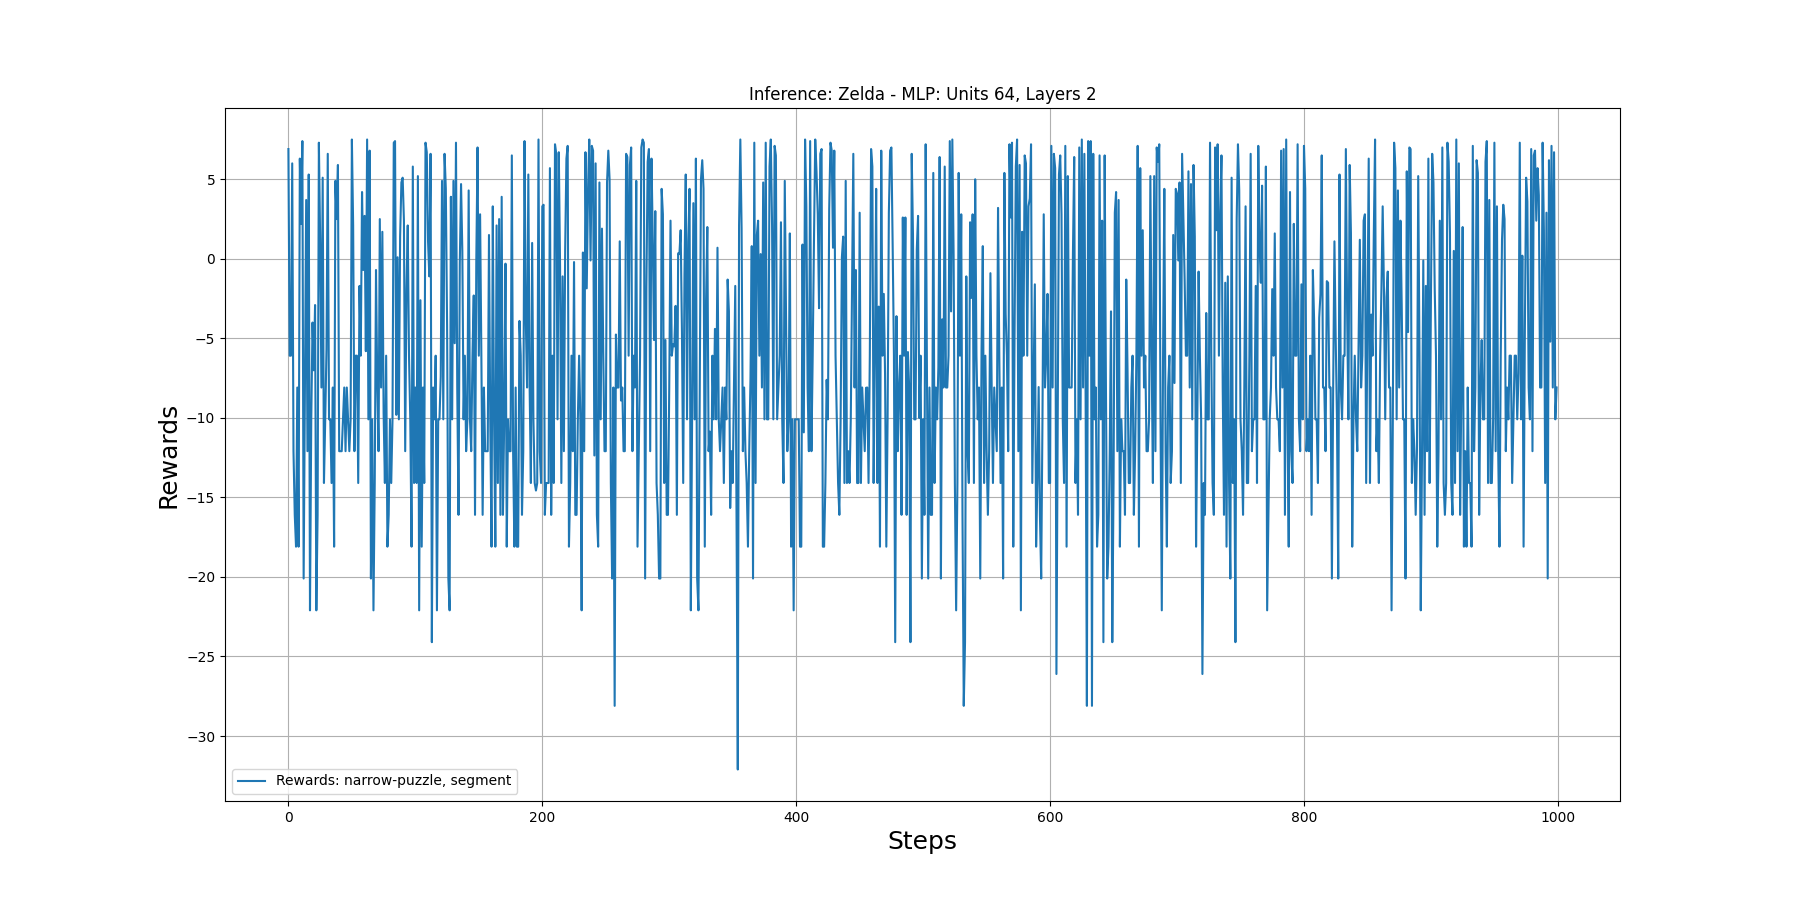 Inference: Zelda - MLP: Units 64, Layers 2
5
0
−5
−10
−15
−20
−25
−30
Rewards
Rewards: narrow-puzzle, segment
0 200 400 600 800 1000
Steps